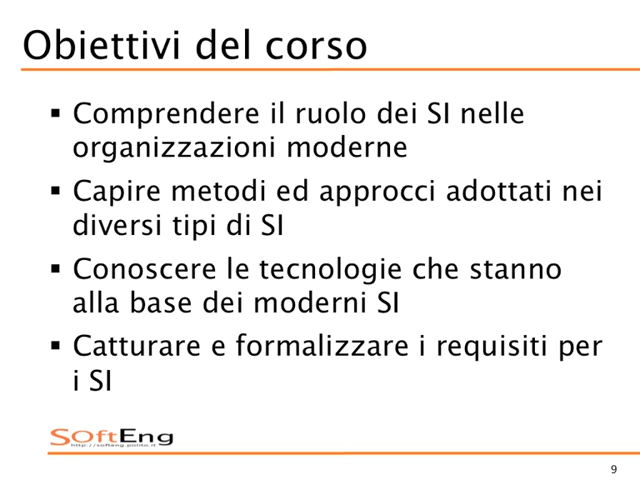 Obiettivi del corso
▪ Comprendere il ruolo dei SI nelle
organizzazioni moderne
▪ Capire metodi ed approcci adottati nei
diversi tipi di SI
▪ Conoscere le tecnologie che stanno
alla base dei moderni SI
▪ Catturare e formalizzare i requisiti per
i SI
SOftEng
http://softeng.polito.it
9